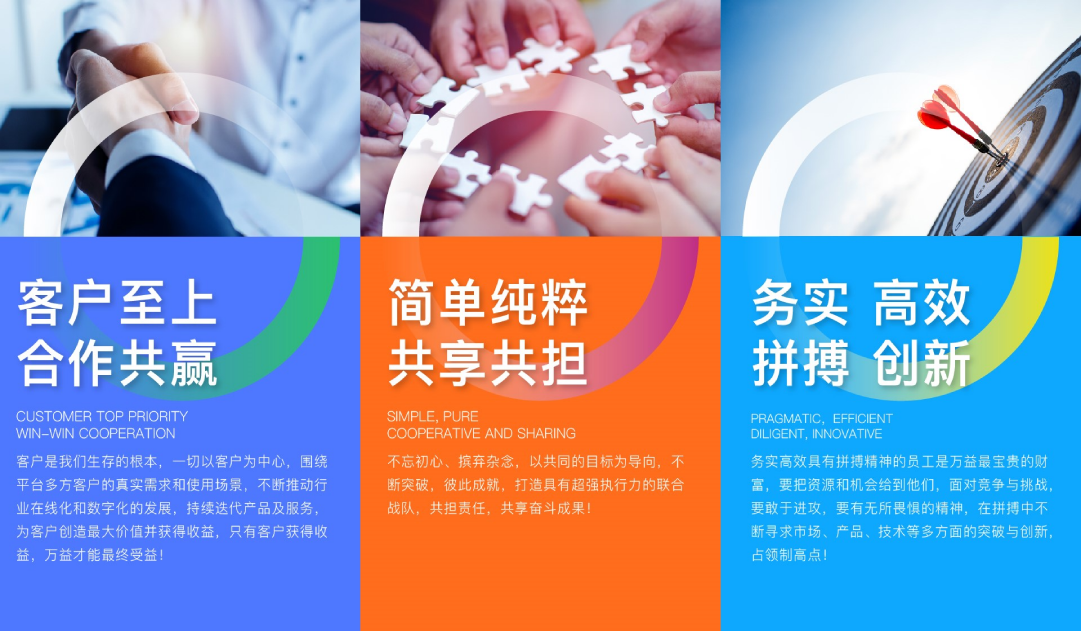 客户至上
合作共赢
CUSTOMER TOP PRIORITY
WIN-WIN COOPERATION
客户是我们生存的根本，一切以客户为中心，围绕
平台多方客户的真实需求和使用场景，不断推动行
业在线化和数字化的发展，持续迭代产品及服务，
为客户创造最大价值并获得收益，只有客户获得收
益，万益才能最终受益！
简单纯粹
共享共担
SIMPLE, PURE
COOPERATIVE AND SHARING
不忘初心、摈弃杂念，以共同的目标为导向，不
断突破，彼此成就，打造具有超强执行力的联合
战队，共担责任，共享奋斗成果！
务实 高效
拼搏 创新
PRAGMATIC, EFFICIENT
DILIGENT, INNOVATIVE
务实高效具有拼搏精神的员工是万益最宝贵的财
富，要把资源和机会给到他们，面对竞争与挑战，
要敢于进攻，要有无所畏惧的精神，在拼搏中不
断寻求市场、产品、技术等多方面的突破与创新，
占领制高点！